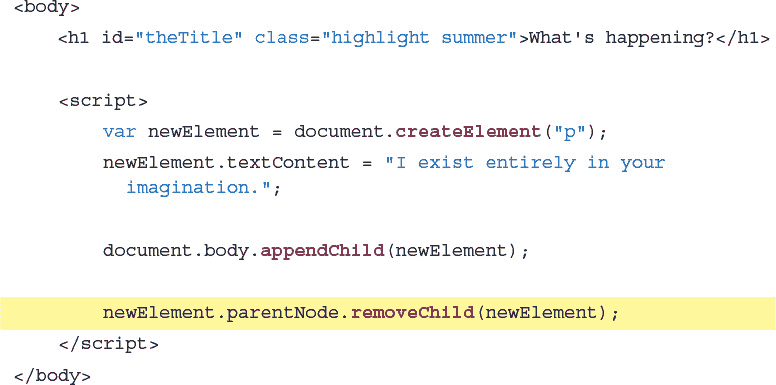 <body>
<h1 id="theTitle" class="highlight summer">What's happening?</h1>
<script>
var newElement = document.createElement("p");
newElement.textContent = "I exist entirely in your
imagination.";
document.body.appendChild(newElement);
newElement.parentNode.removeChild(newElement);
</script>
</body>